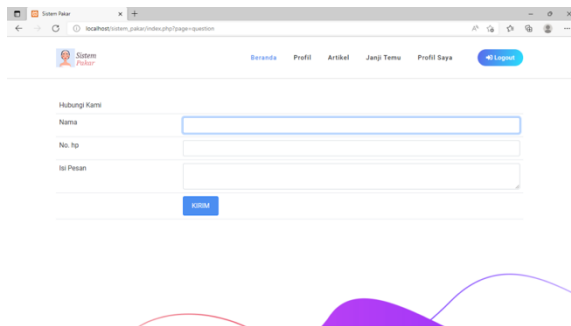 Sistem Pakar
localhost/sistem_pakar/index.php?page=question
Sistem
Pakar
Beranda Profil Artikel Janji Temu Profil Saya Logout
Hubungi Kami
Nama
No. hp
Isi Pesan
KIRIM